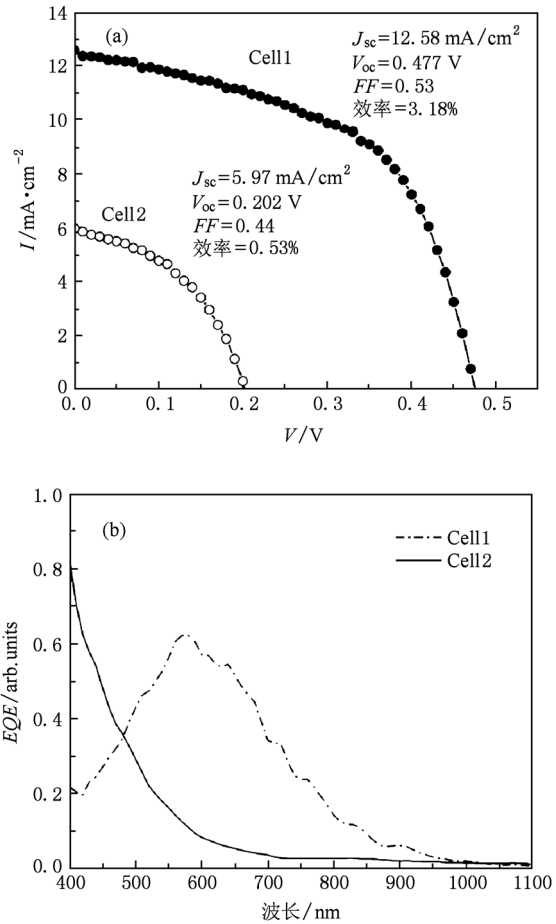 14
(a)
J_sc=12.58 mA/cm²
Cell1
V_oc=0.477 V
12
FF=0.53
效率=3.18%
10
8
J_sc=5.97 mA/cm²
Cell2
V_oc=0.202 V
6
FF=0.44
效率=0.53%
4
2
0
I/mA·cm⁻²
0.0 0.1 0.2 0.3 0.4 0.5
V/V
1.0
(b)
Cell1
Cell2
0.8
0.6
0.4
0.2
0.0
EQE/arb.units
400 500 600 700 800 900 1000 1100
波长/nm